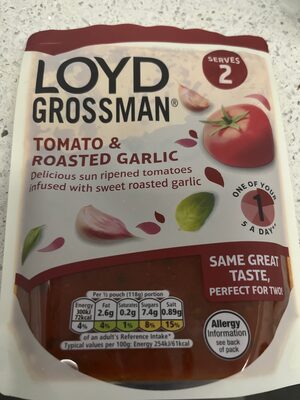 SERVES
2
LOYD
GROSSMAN®
TOMATO &
ROASTED GARLIC
Delicious sun ripened tomatoes
infused with sweet roasted garlic
ONE OF YOUR
1
5 A DAY
SAME GREAT
TASTE,
PERFECT FOR TWO!
Per ½ pouch (118g) portion
Energy Fat Saturates Sugars Salt
300kJ 2.6g 0.2g 7.4g 0.89g
72kcal
4% 4% 1% 8% 15%
of an adult's Reference Intake*
Typical values per 100g: Energy 254kJ/61kcal
Allergy
Information
see back
of pack